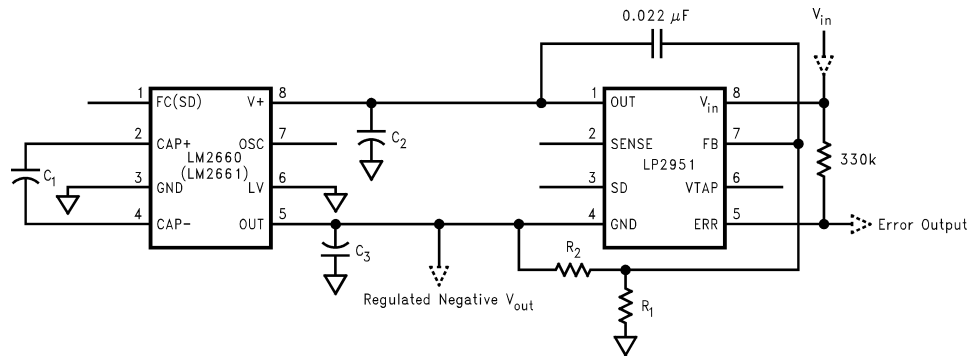 0.022 μF
V_in
1 FC(SD) V+ 8
2 CAP+ OSC 7
LM2660
(LM2661)
3 GND LV 6
4 CAP- OUT 5
C_1
C_2
C_3
1 OUT V_in 8
2 SENSE FB 7
LP2951
3 SD VTAP 6
4 GND ERR 5
330k
Error Output
R_2
R_1
Regulated Negative V_out